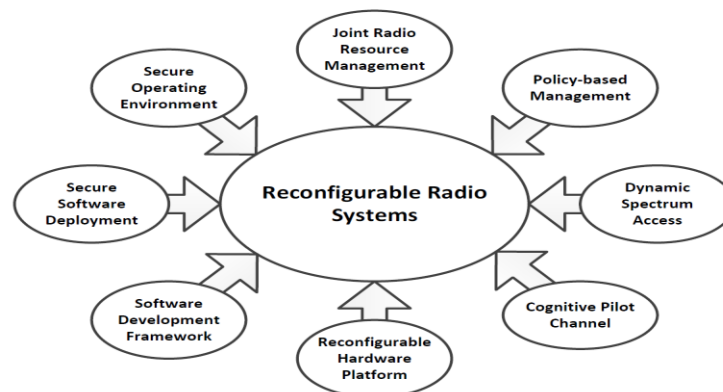 Joint Radio
Resource
Management
Secure
Operating
Environment
Policy-based
Management
Secure
Software
Deployment
Reconfigurable Radio
Systems
Dynamic
Spectrum
Access
Software
Development
Framework
Cognitive Pilot
Channel
Reconfigurable
Hardware
Platform